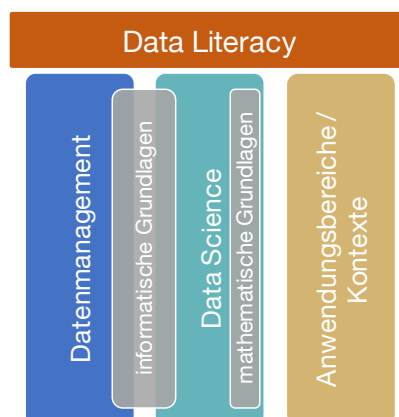 Data Literacy
Datenmanagement
informatische Grundlagen
Data Science
mathematische Grundlagen
Anwendungsbereiche /
Kontexte